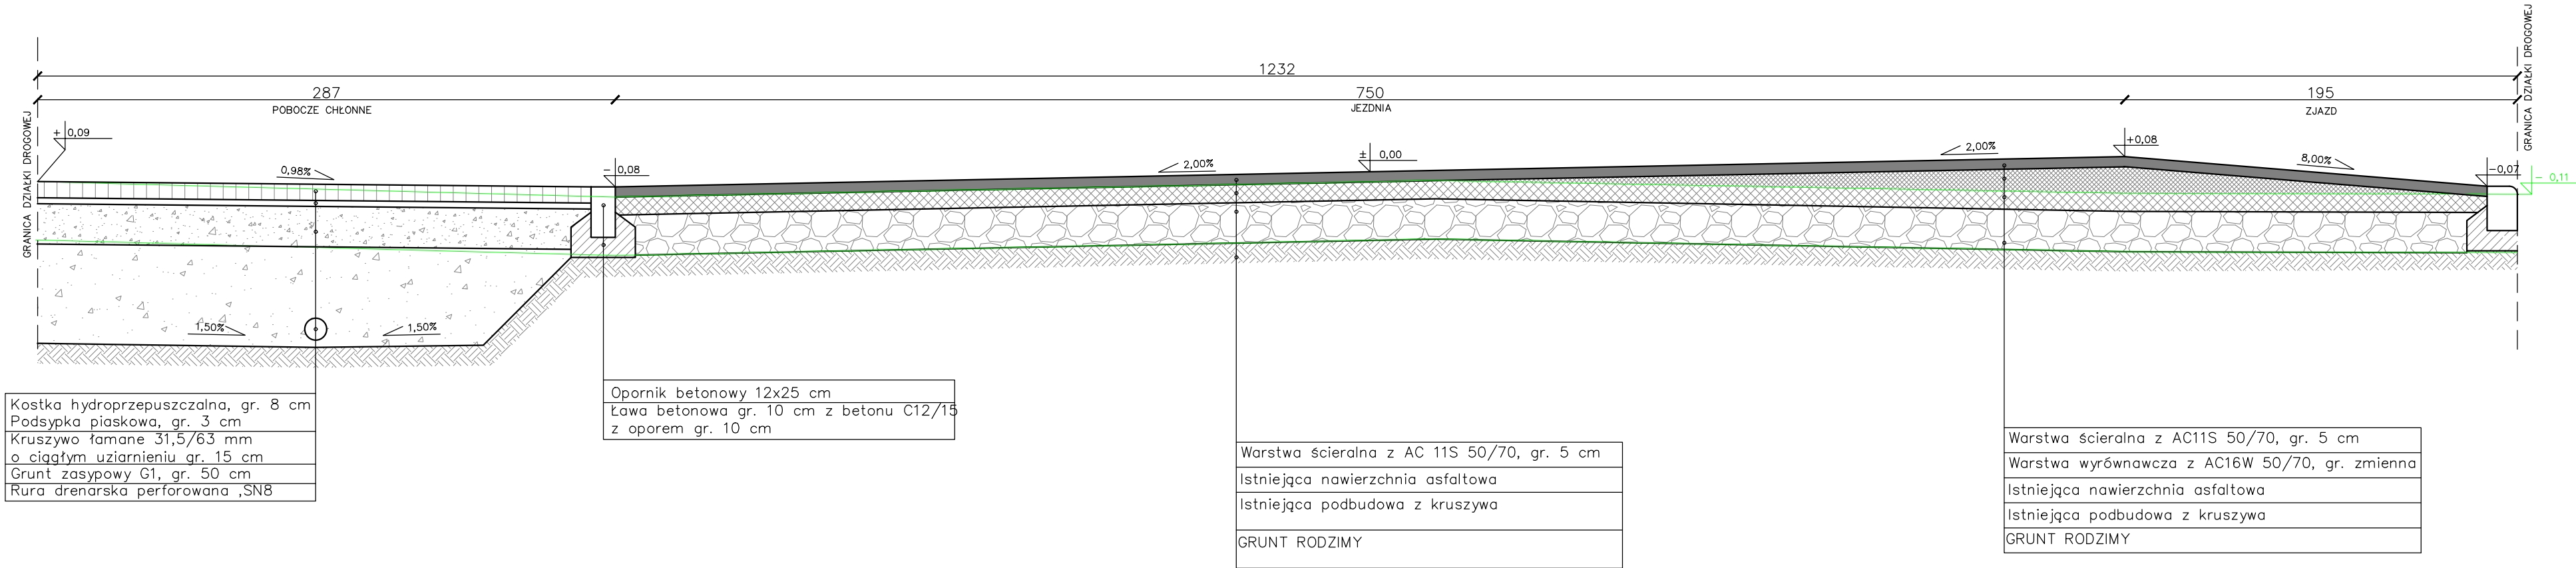 1232
287
750
195
POBOCZE CHŁONNE
JEZDNIA
ZJAZD
GRANICA DZIAŁKI DROGOWEJ
GRANICA DZIAŁKI DROGOWEJ
+ 0,09
0,98%
- 0,08
2,00%
± 0,00
2,00%
+0,08
8,00%
-0,07
- 0,11
1,50%
1,50%
Kostka hydroprzepuszczalna, gr. 8 cm
Podsypka piaskowa, gr. 3 cm
Kruszywo łamane 31,5/63 mm
o ciągłym uziarnieniu gr. 15 cm
Grunt zasypowy G1, gr. 50 cm
Rura drenarska perforowana ,SN8
Opornik betonowy 12x25 cm
Ława betonowa gr. 10 cm z betonu C12/15
z oporem gr. 10 cm
Warstwa ścieralna z AC 11S 50/70, gr. 5 cm
Istniejąca nawierzchnia asfaltowa
Istniejąca podbudowa z kruszywa
GRUNT RODZIMY
Warstwa ścieralna z AC11S 50/70, gr. 5 cm
Warstwa wyrównawcza z AC16W 50/70, gr. zmienna
Istniejąca nawierzchnia asfaltowa
Istniejąca podbudowa z kruszywa
GRUNT RODZIMY